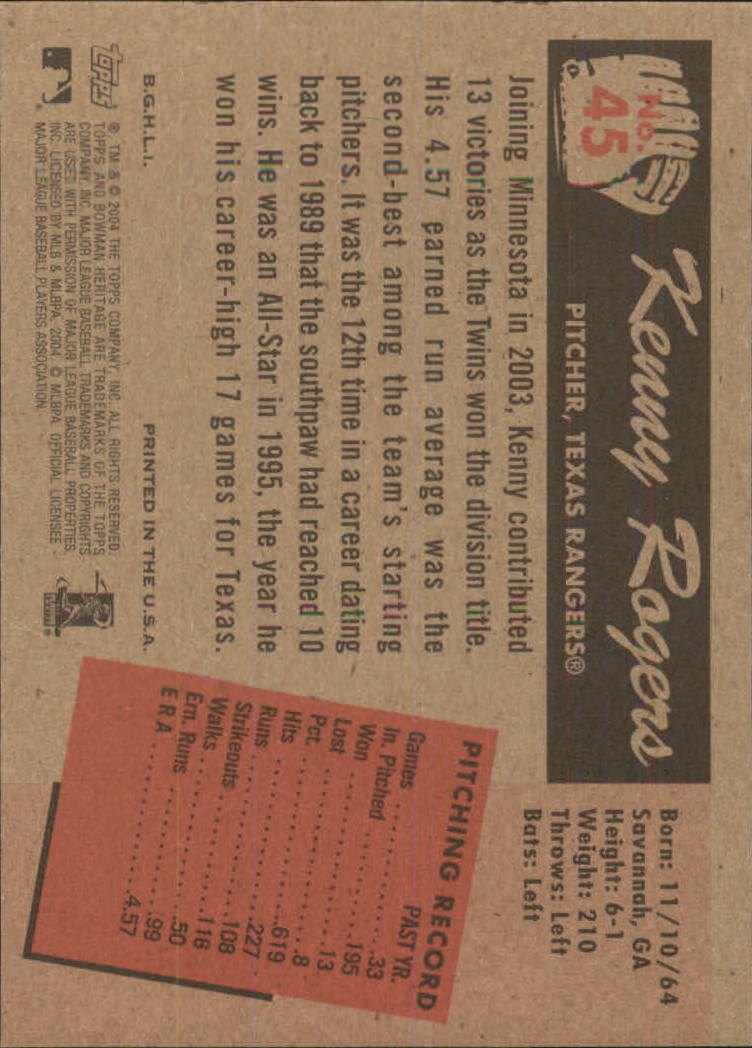 No.
45
Kenny Rogers
PITCHER, TEXAS RANGERS®
Born: 11/10/64
Savannah, GA
Height: 6-1
Weight: 210
Throws: Left
Bats: Left
Joining Minnesota in 2003, Kenny contributed
13 victories as the Twins won the division title.
His 4.57 earned run average was the
second-best among the team's starting
pitchers. It was the 12th time in a career dating
back to 1989 that the southpaw had reached 10
wins. He was an All-Star in 1995, the year he
won his career-high 17 games for Texas.
PITCHING RECORD
PAST YR.
Games ..........33
In. Pitched ..........195
Won ..........13
Lost ..........8
Pct. ...........619
Hits ..........227
Runs ..........108
Strikeouts ..........116
Walks ..........50
Ern. Runs ..........99
ERA ..........4.57
B.G.H.L.I. PRINTED IN THE U.S.A.
Topps
® TM & © 2004 THE TOPPS COMPANY, INC. ALL RIGHTS RESERVED.
TOPPS AND BOWMAN HERITAGE ARE TRADEMARKS OF THE TOPPS
COMPANY, INC. MAJOR LEAGUE BASEBALL TRADEMARKS AND COPYRIGHTS
ARE USED WITH PERMISSION OF MAJOR LEAGUE BASEBALL PROPERTIES,
INC. LICENSED BY MLB & MLBPA, 2004. © MLBPA OFFICIAL LICENSEE -
MAJOR LEAGUE BASEBALL PLAYERS ASSOCIATION.